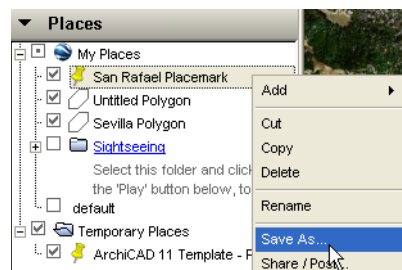 Places
My Places
San Rafael Placemark
Untitled Polygon
Sevilla Polygon
Sightseeing
Select this folder and click
the 'Play' button below, to
default
Temporary Places
ArchiCAD 11 Template - P
Add
Cut
Copy
Delete
Rename
Save As...
Share / Post...